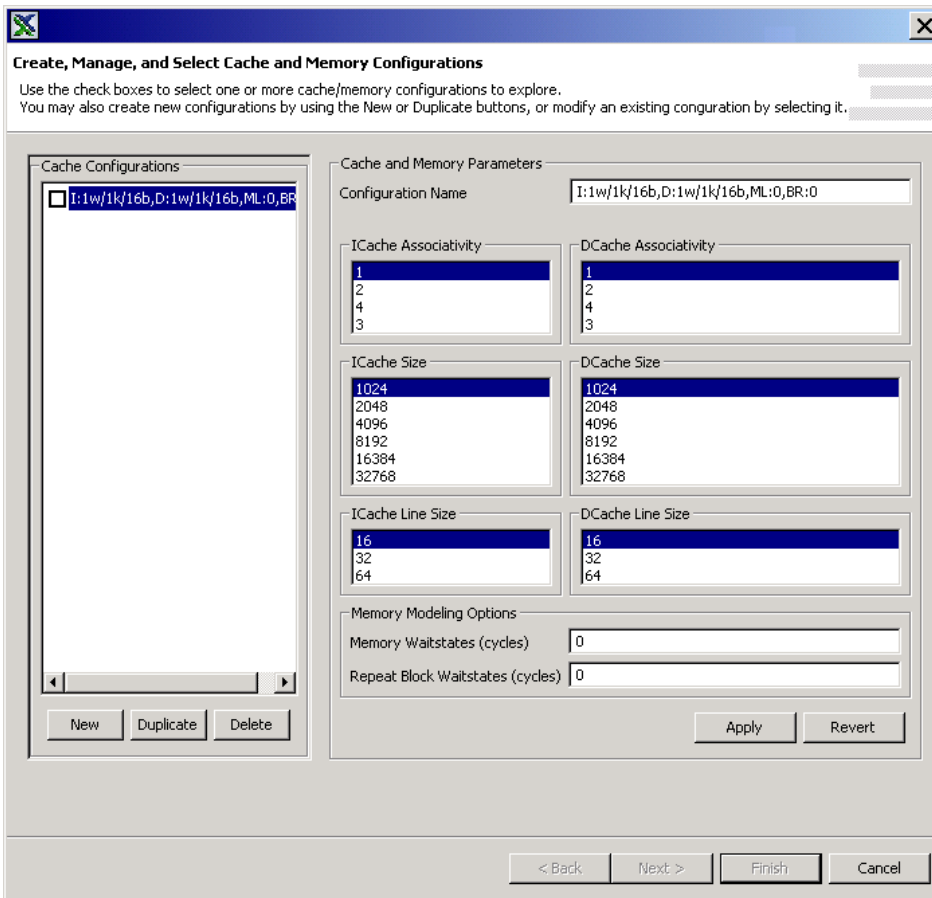 Create, Manage, and Select Cache and Memory Configurations
Use the check boxes to select one or more cache/memory configurations to explore.
You may also create new configurations by using the New or Duplicate buttons, or modify an existing conguration by selecting it.
Cache Configurations
I:1w/1k/16b,D:1w/1k/16b,ML:0,BR
New Duplicate Delete
Cache and Memory Parameters
Configuration Name I:1w/1k/16b,D:1w/1k/16b,ML:0,BR:0
ICache Associativity
1
2
4
3
DCache Associativity
1
2
4
3
ICache Size
1024
2048
4096
8192
16384
32768
DCache Size
1024
2048
4096
8192
16384
32768
ICache Line Size
16
32
64
DCache Line Size
16
32
64
Memory Modeling Options
Memory Waitstates (cycles) 0
Repeat Block Waitstates (cycles) 0
Apply Revert
< Back Next > Finish Cancel